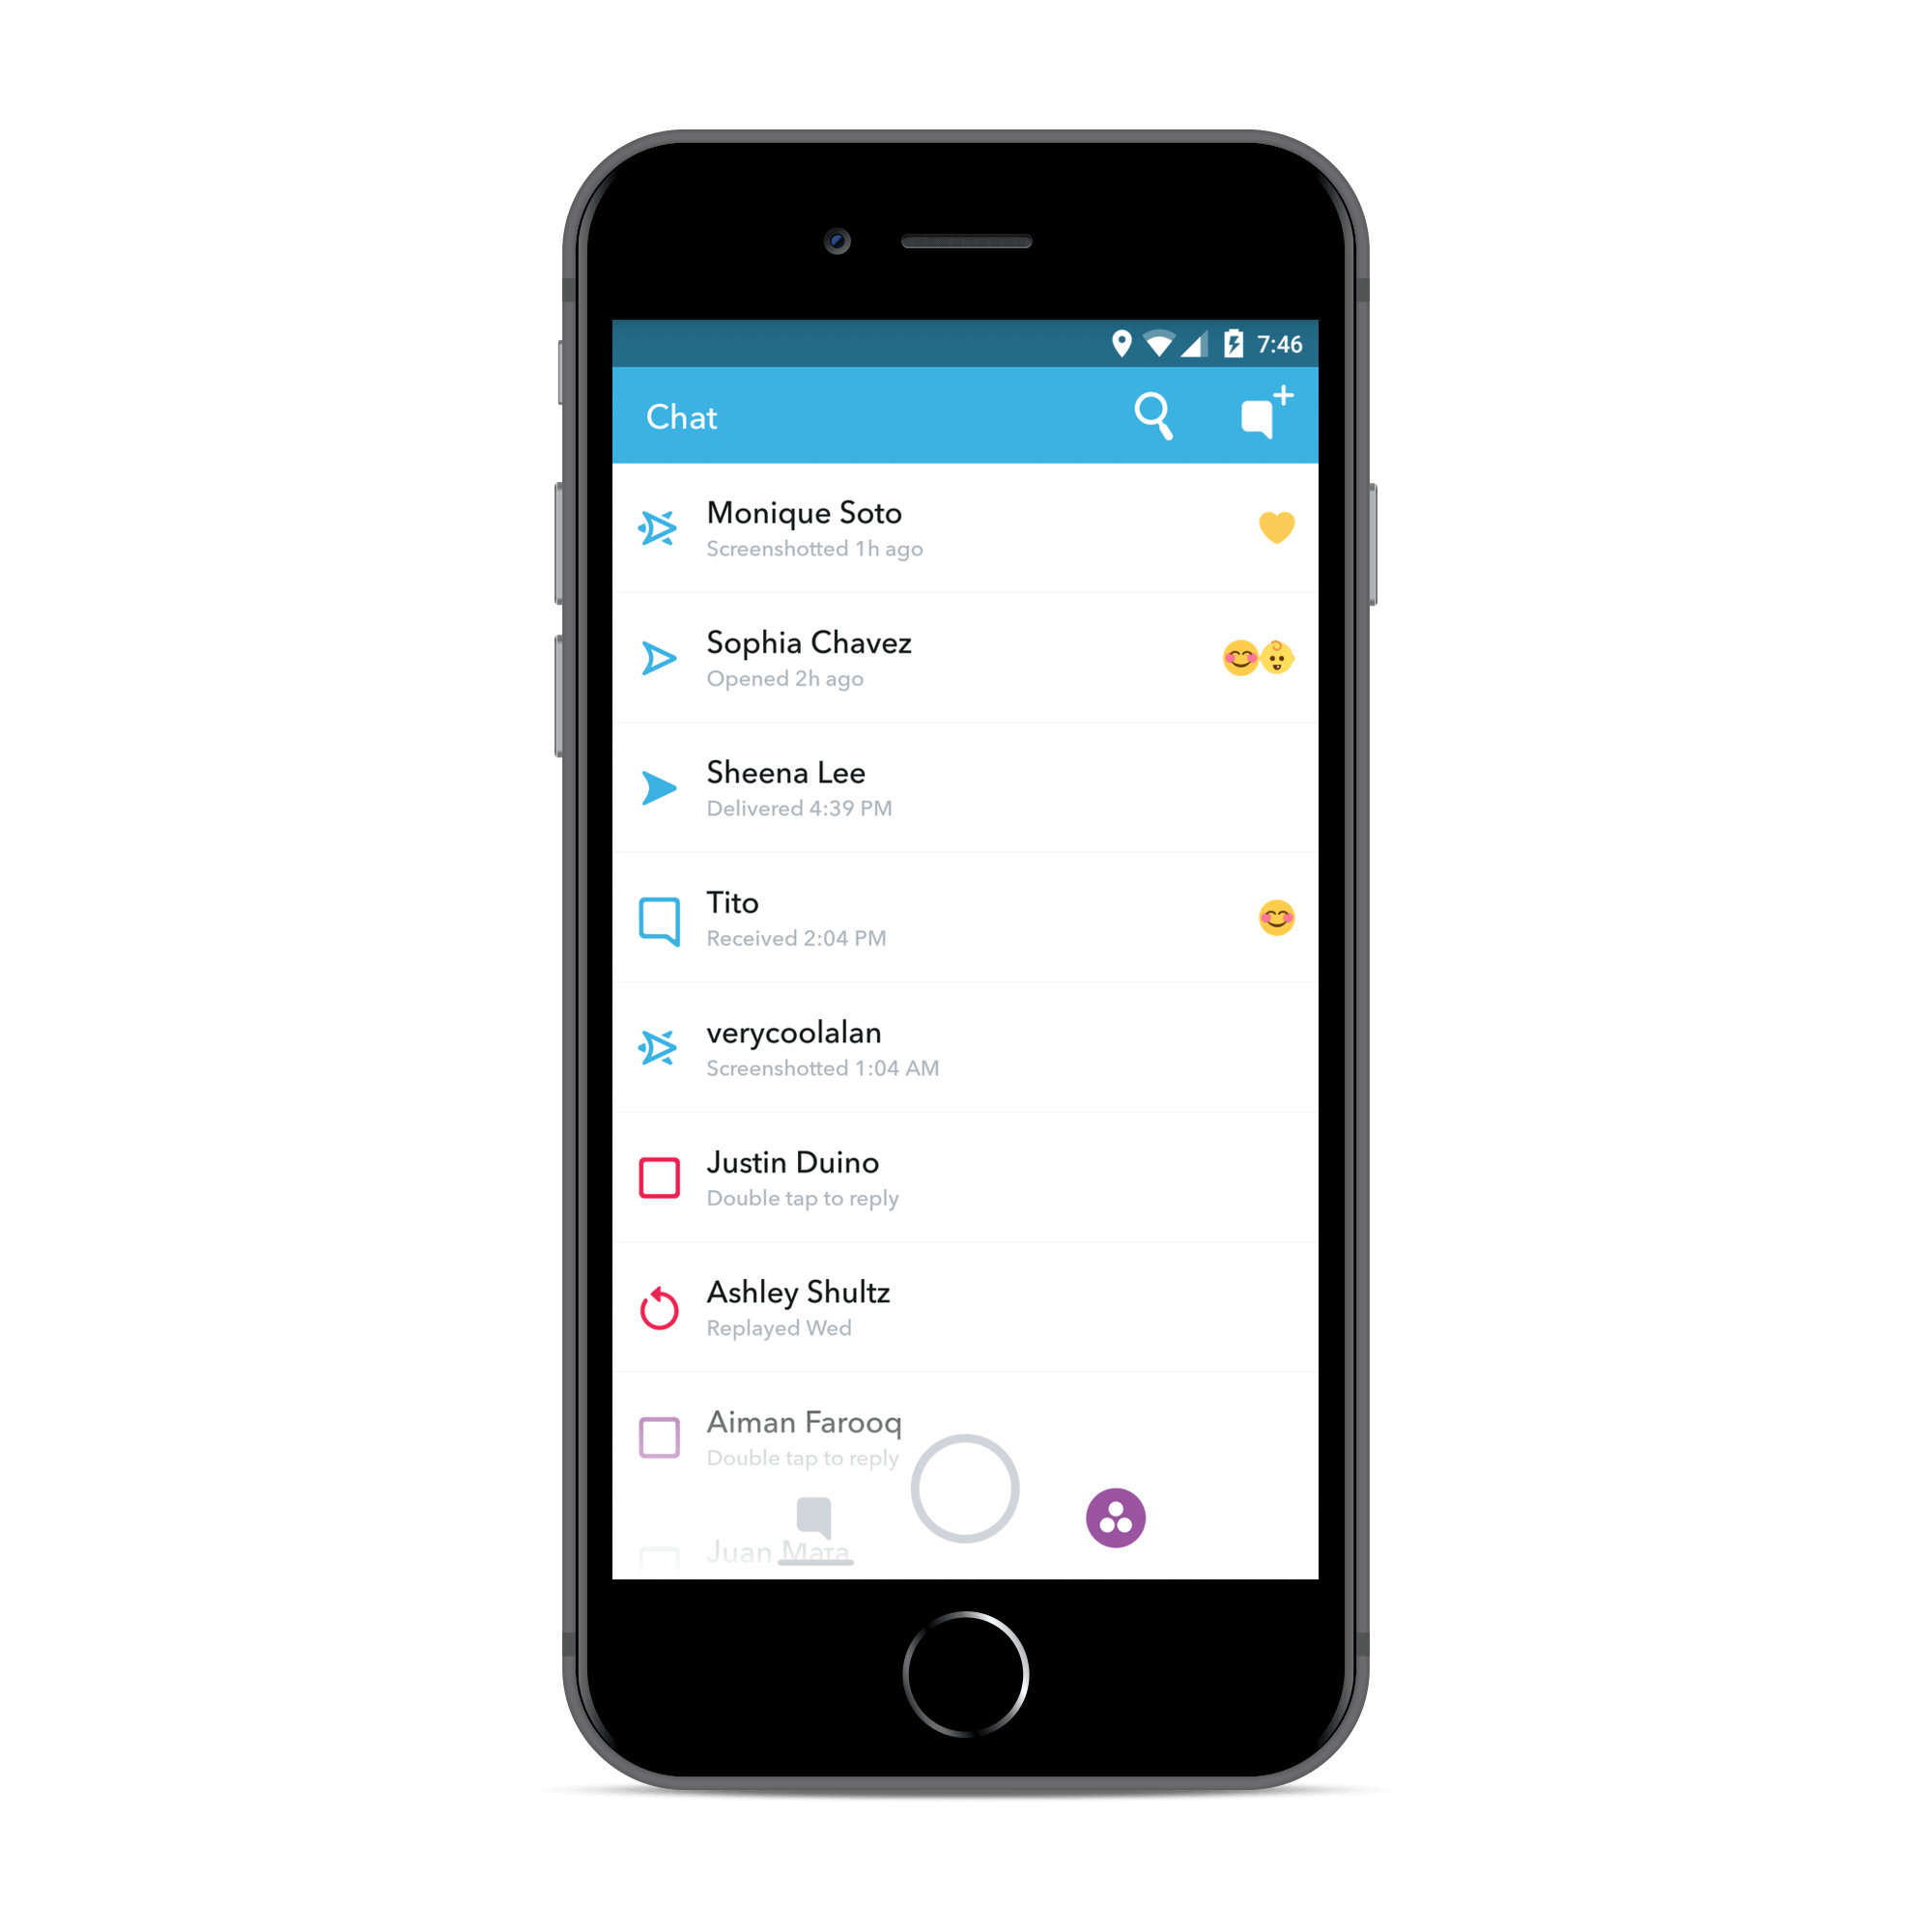 7:46
Chat
Monique Soto
Screenshotted 1h ago
Sophia Chavez
Opened 2h ago
Sheena Lee
Delivered 4:39 PM
Tito
Received 2:04 PM
verycoolalan
Screenshotted 1:04 AM
Justin Duino
Double tap to reply
Ashley Shultz
Replayed Wed
Aiman Farooq
Double tap to reply
Juan Mata